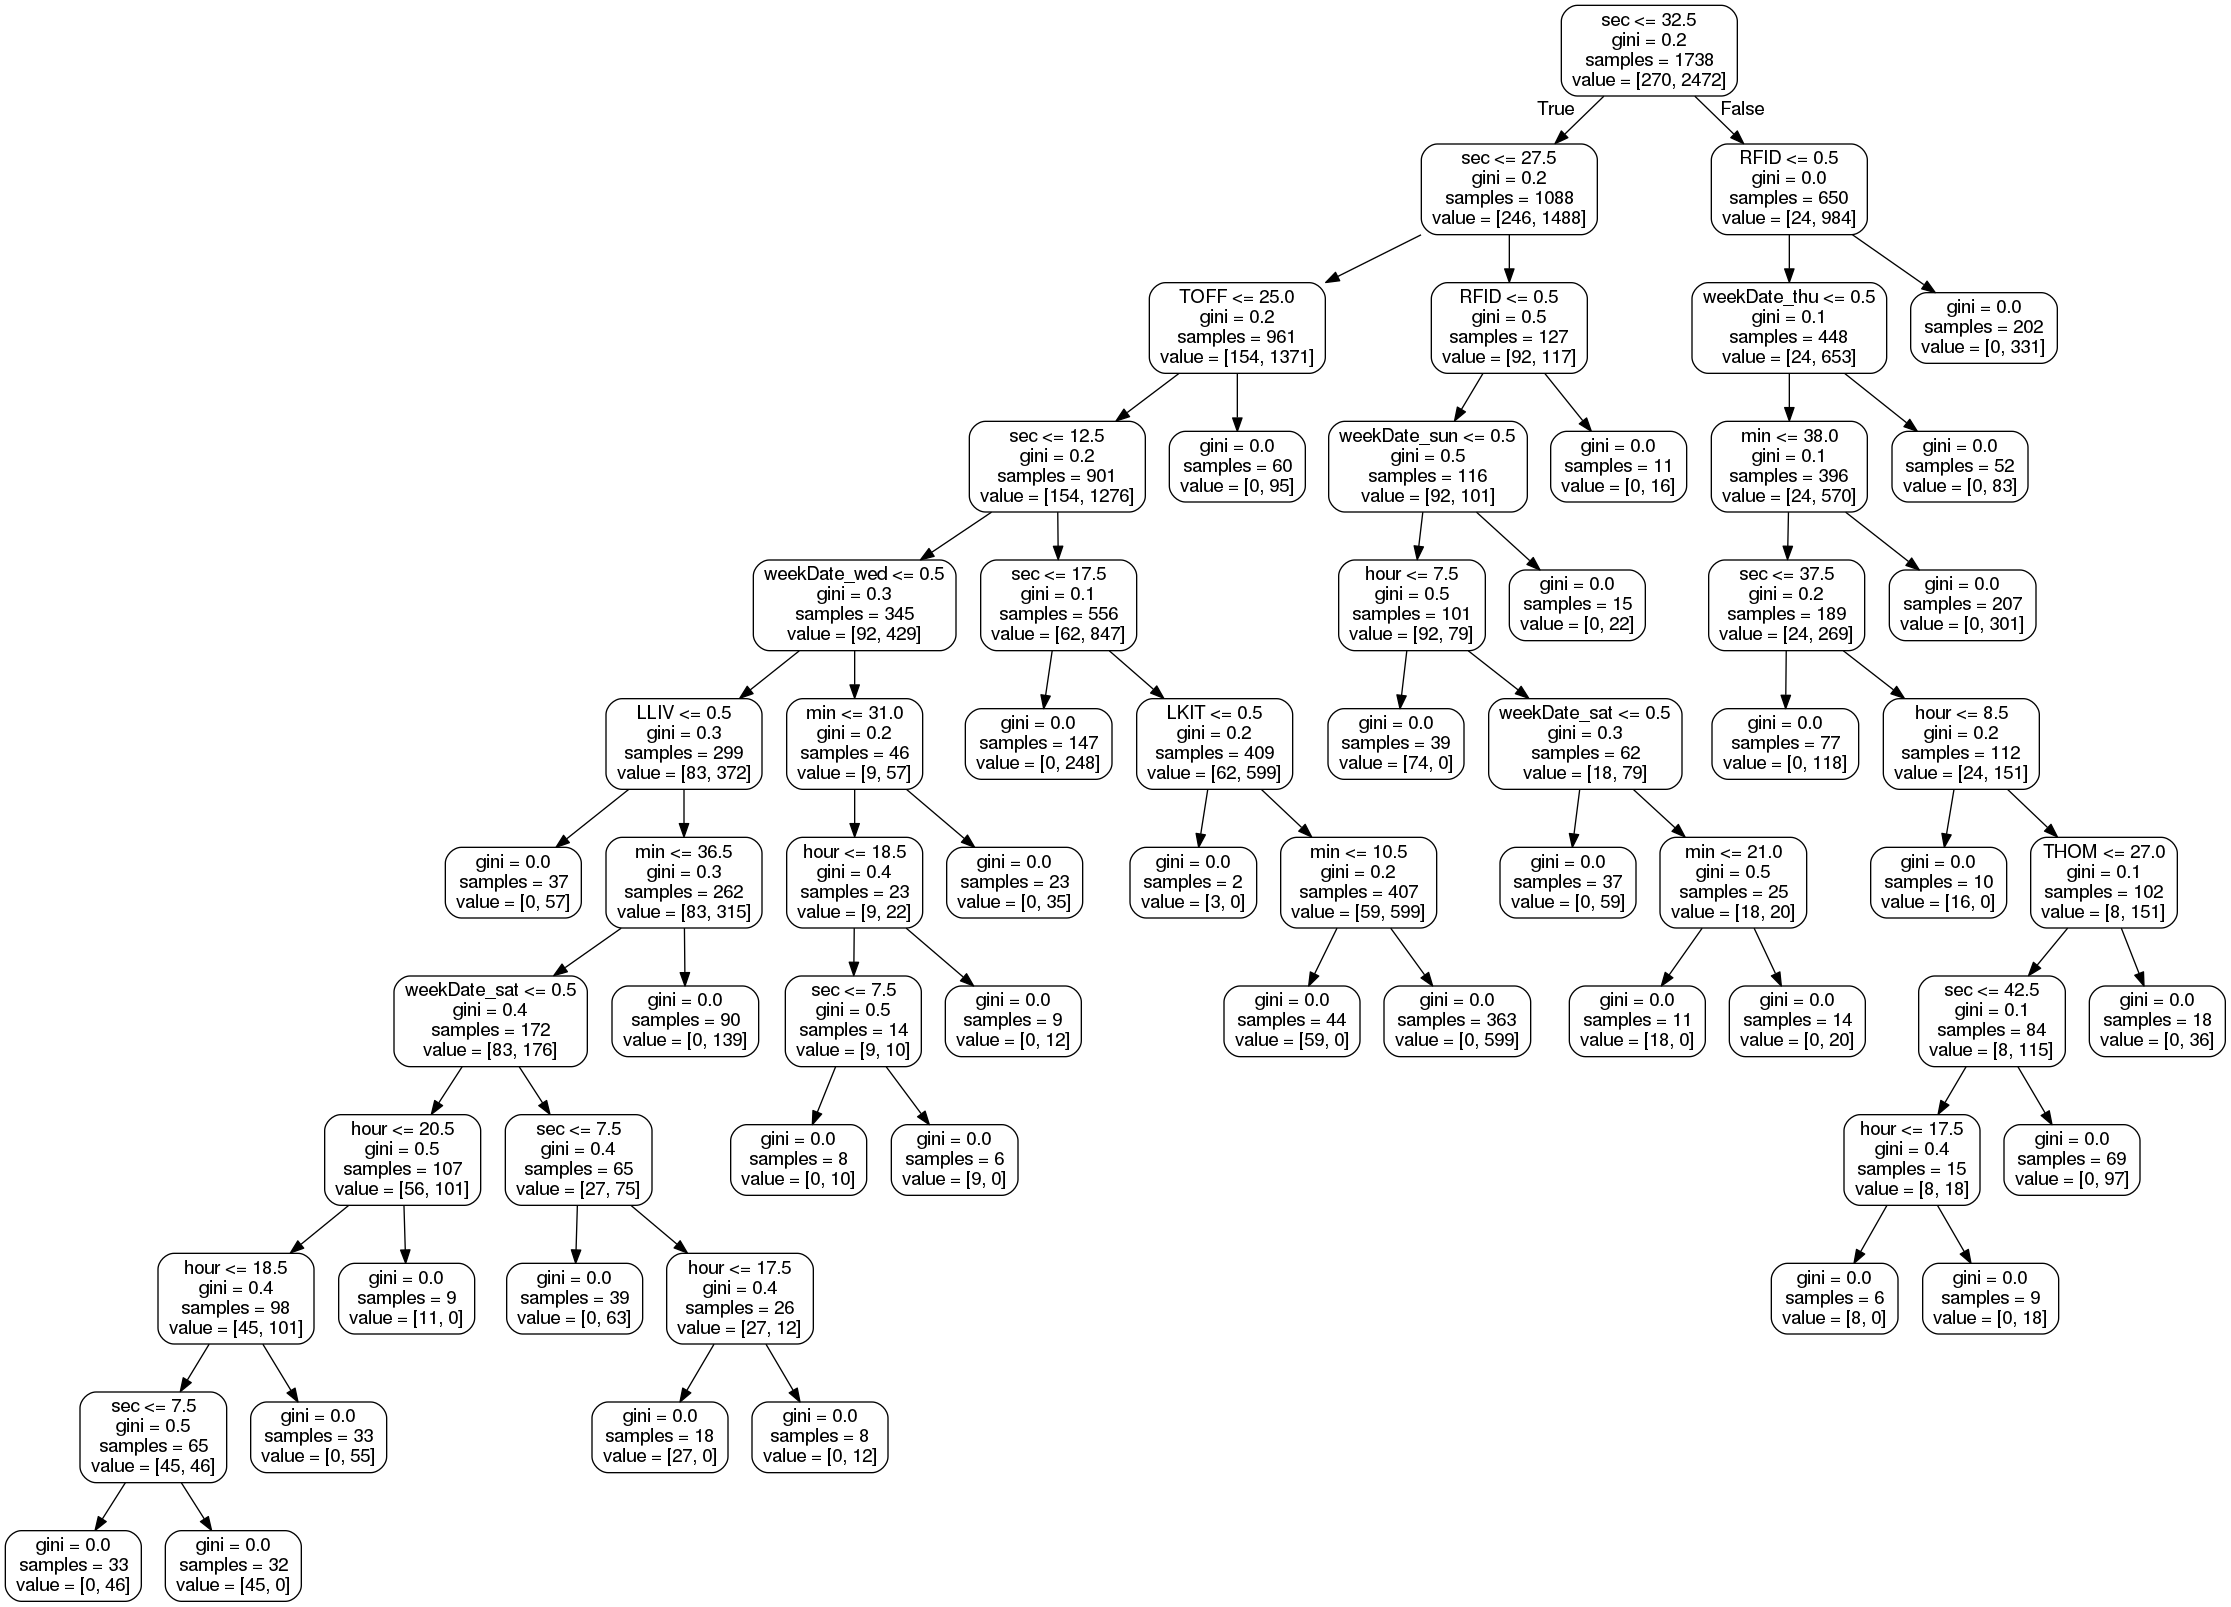 sec <= 32.5
gini = 0.2
samples = 1738
value = [270, 2472]
True
False
sec <= 27.5
gini = 0.2
samples = 1088
value = [246, 1488]
RFID <= 0.5
gini = 0.0
samples = 650
value = [24, 984]
TOFF <= 25.0
gini = 0.2
samples = 961
value = [154, 1371]
RFID <= 0.5
gini = 0.5
samples = 127
value = [92, 117]
weekDate_thu <= 0.5
gini = 0.1
samples = 448
value = [24, 653]
gini = 0.0
samples = 202
value = [0, 331]
sec <= 12.5
gini = 0.2
samples = 901
value = [154, 1276]
gini = 0.0
samples = 60
value = [0, 95]
weekDate_sun <= 0.5
gini = 0.5
samples = 116
value = [92, 101]
gini = 0.0
samples = 11
value = [0, 16]
min <= 38.0
gini = 0.1
samples = 396
value = [24, 570]
gini = 0.0
samples = 52
value = [0, 83]
weekDate_wed <= 0.5
gini = 0.3
samples = 345
value = [92, 429]
sec <= 17.5
gini = 0.1
samples = 556
value = [62, 847]
hour <= 7.5
gini = 0.5
samples = 101
value = [92, 79]
gini = 0.0
samples = 15
value = [0, 22]
sec <= 37.5
gini = 0.2
samples = 189
value = [24, 269]
gini = 0.0
samples = 207
value = [0, 301]
LLIV <= 0.5
gini = 0.3
samples = 299
value = [83, 372]
min <= 31.0
gini = 0.2
samples = 46
value = [9, 57]
gini = 0.0
samples = 147
value = [0, 248]
LKIT <= 0.5
gini = 0.2
samples = 409
value = [62, 599]
gini = 0.0
samples = 39
value = [74, 0]
weekDate_sat <= 0.5
gini = 0.3
samples = 62
value = [18, 79]
gini = 0.0
samples = 77
value = [0, 118]
hour <= 8.5
gini = 0.2
samples = 112
value = [24, 151]
gini = 0.0
samples = 37
value = [0, 57]
min <= 36.5
gini = 0.3
samples = 262
value = [83, 315]
hour <= 18.5
gini = 0.4
samples = 23
value = [9, 22]
gini = 0.0
samples = 23
value = [0, 35]
gini = 0.0
samples = 2
value = [3, 0]
min <= 10.5
gini = 0.2
samples = 407
value = [59, 599]
gini = 0.0
samples = 37
value = [0, 59]
min <= 21.0
gini = 0.5
samples = 25
value = [18, 20]
gini = 0.0
samples = 10
value = [16, 0]
THOM <= 27.0
gini = 0.1
samples = 102
value = [8, 151]
weekDate_sat <= 0.5
gini = 0.4
samples = 172
value = [83, 176]
gini = 0.0
samples = 90
value = [0, 139]
sec <= 7.5
gini = 0.5
samples = 14
value = [9, 10]
gini = 0.0
samples = 9
value = [0, 12]
gini = 0.0
samples = 44
value = [59, 0]
gini = 0.0
samples = 363
value = [0, 599]
gini = 0.0
samples = 11
value = [18, 0]
gini = 0.0
samples = 14
value = [0, 20]
sec <= 42.5
gini = 0.1
samples = 84
value = [8, 115]
gini = 0.0
samples = 18
value = [0, 36]
hour <= 20.5
gini = 0.5
samples = 107
value = [56, 101]
sec <= 7.5
gini = 0.4
samples = 65
value = [27, 75]
gini = 0.0
samples = 8
value = [0, 10]
gini = 0.0
samples = 6
value = [9, 0]
hour <= 17.5
gini = 0.4
samples = 15
value = [8, 18]
gini = 0.0
samples = 69
value = [0, 97]
hour <= 18.5
gini = 0.4
samples = 98
value = [45, 101]
gini = 0.0
samples = 9
value = [11, 0]
gini = 0.0
samples = 39
value = [0, 63]
hour <= 17.5
gini = 0.4
samples = 26
value = [27, 12]
gini = 0.0
samples = 6
value = [8, 0]
gini = 0.0
samples = 9
value = [0, 18]
sec <= 7.5
gini = 0.5
samples = 65
value = [45, 46]
gini = 0.0
samples = 33
value = [0, 55]
gini = 0.0
samples = 18
value = [27, 0]
gini = 0.0
samples = 8
value = [0, 12]
gini = 0.0
samples = 33
value = [0, 46]
gini = 0.0
samples = 32
value = [45, 0]